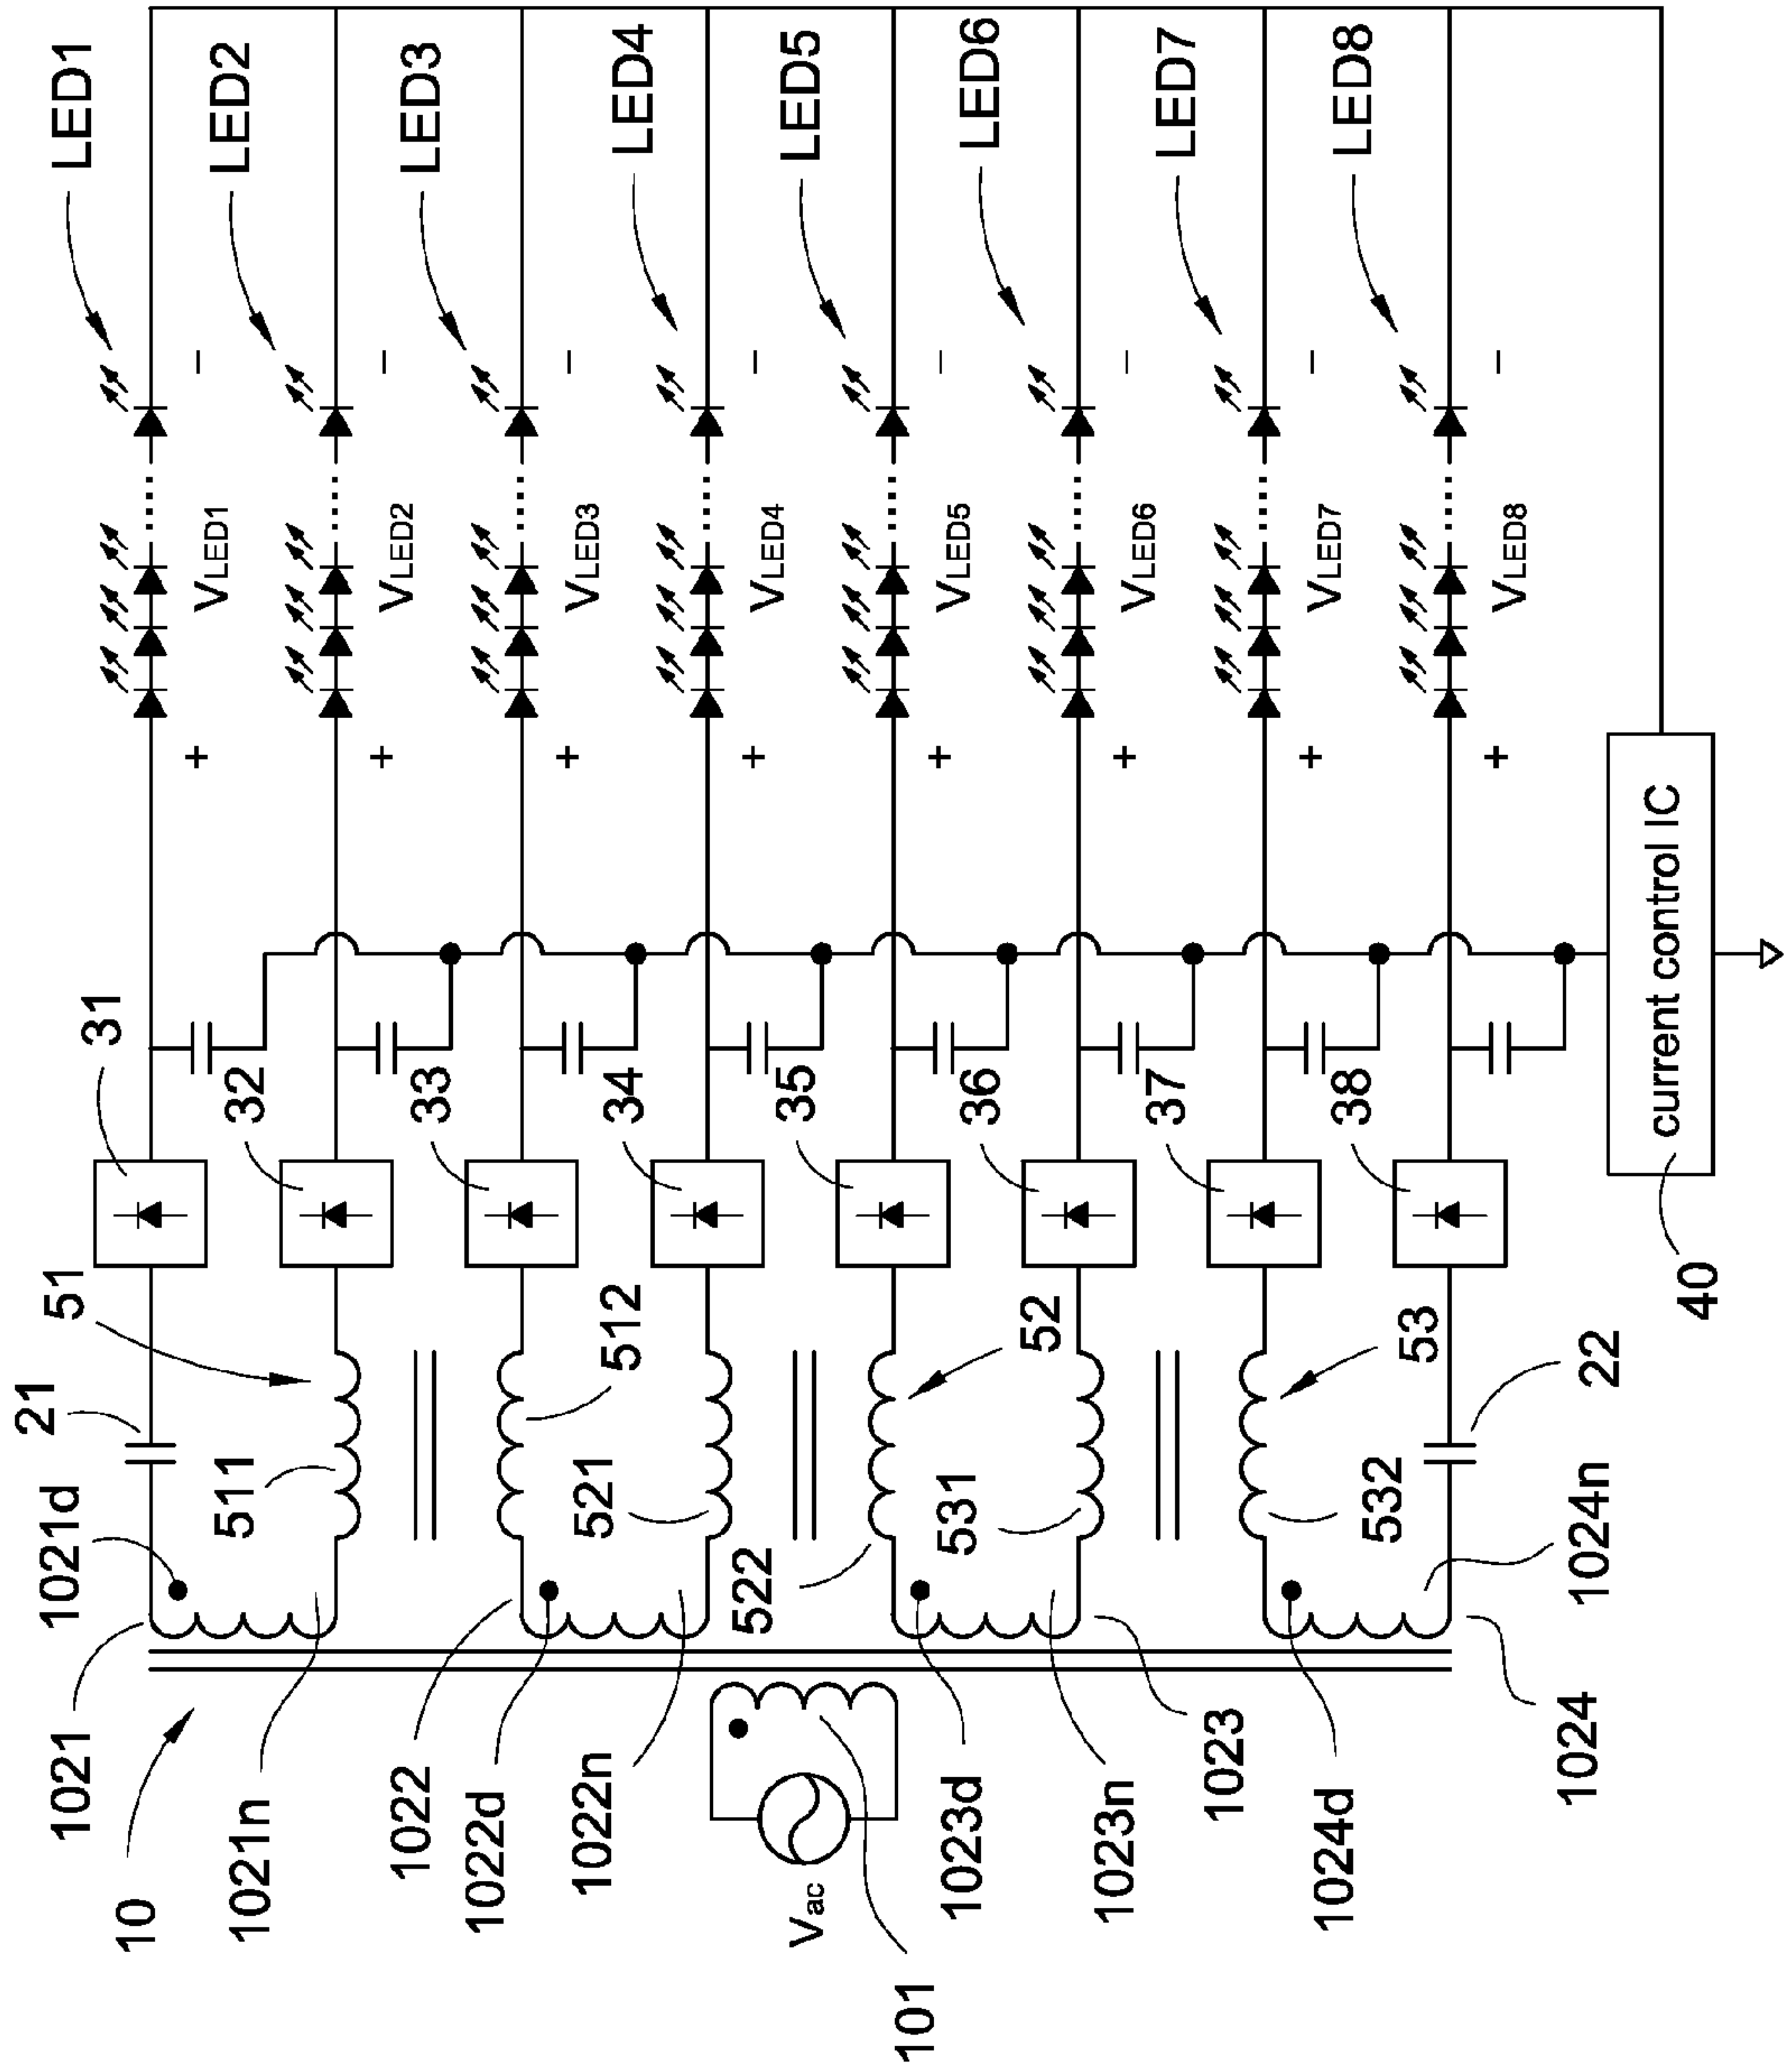 LED1
LED2
LED3
LED4
LED5
LED6
LED7
LED8
− − − − − − − −
VLED1
VLED2
VLED3
VLED4
VLED5
VLED6
VLED7
VLED8
+ + + + + + + +
31
32
33
34
35
36
37
38
current control IC
40
51
512
52
53
21
511
521
522
531
532
22
1021d
1024n
1021
1021n
1022
1022d
1022n
1023d
1023n
1023
1024d
1024
10
Vac
101